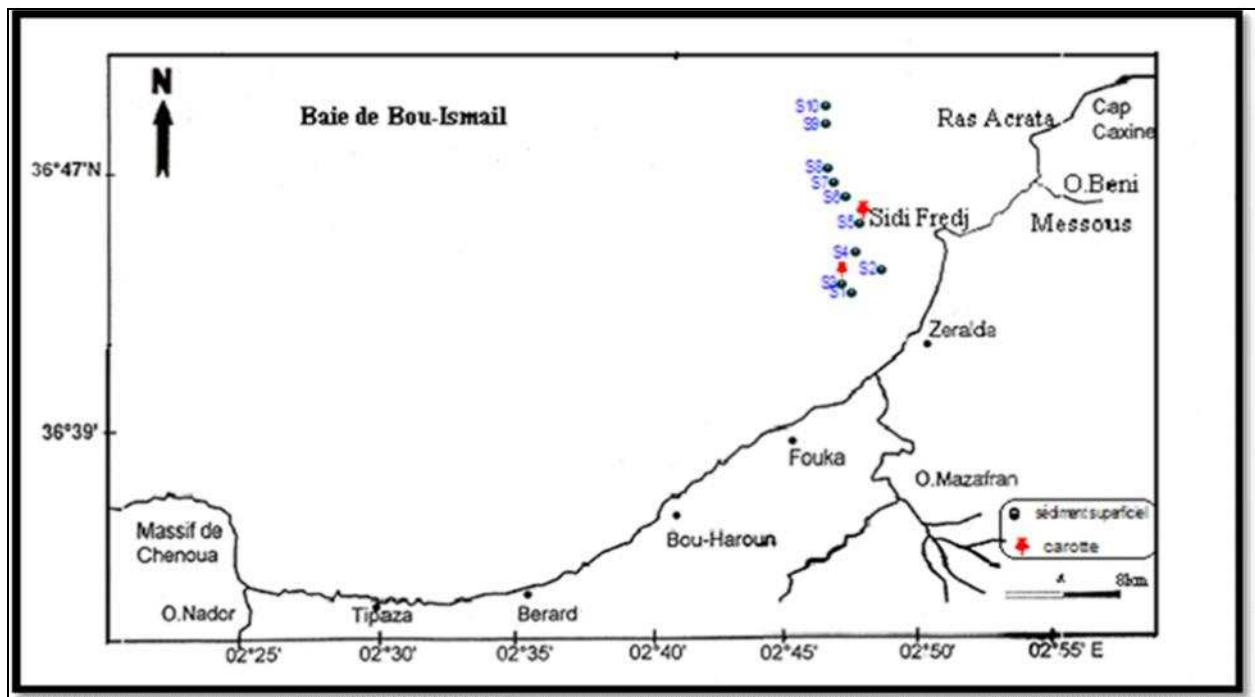 N
Baie de Bou-Ismail
S10
S9
Ras Acrata
Cap
Caxine
36°47'N
S8
S7
S6
O.Beni
Messous
Sidi Fredj
S5
S4
S2
S3
S1
Zeralda
36°39'
Fouka
O.Mazafran
sédiment superficiel
carotte
Massif de
Chenoua
Bou-Haroun
8km
O.Nador
Tipaza
Berard
02°25'
02°30'
02°35'
02°40'
02°45'
02°50'
02°55' E